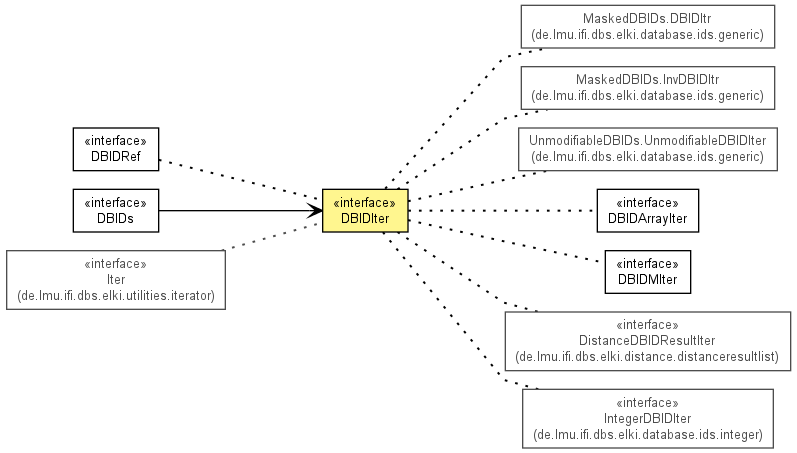 «interface»
DBIDRef
«interface»
DBIDs
«interface»
Iter
(de.lmu.ifi.dbs.elki.utilities.iterator)
«interface»
DBIDIter
MaskedDBIDs.DBIDItr
(de.lmu.ifi.dbs.elki.database.ids.generic)
MaskedDBIDs.InvDBIDItr
(de.lmu.ifi.dbs.elki.database.ids.generic)
UnmodifiableDBIDs.UnmodifiableDBIDIter
(de.lmu.ifi.dbs.elki.database.ids.generic)
«interface»
DBIDArrayIter
«interface»
DBIDMIter
«interface»
DistanceDBIDResultIter
(de.lmu.ifi.dbs.elki.distance.distanceresultlist)
«interface»
IntegerDBIDIter
(de.lmu.ifi.dbs.elki.database.ids.integer)